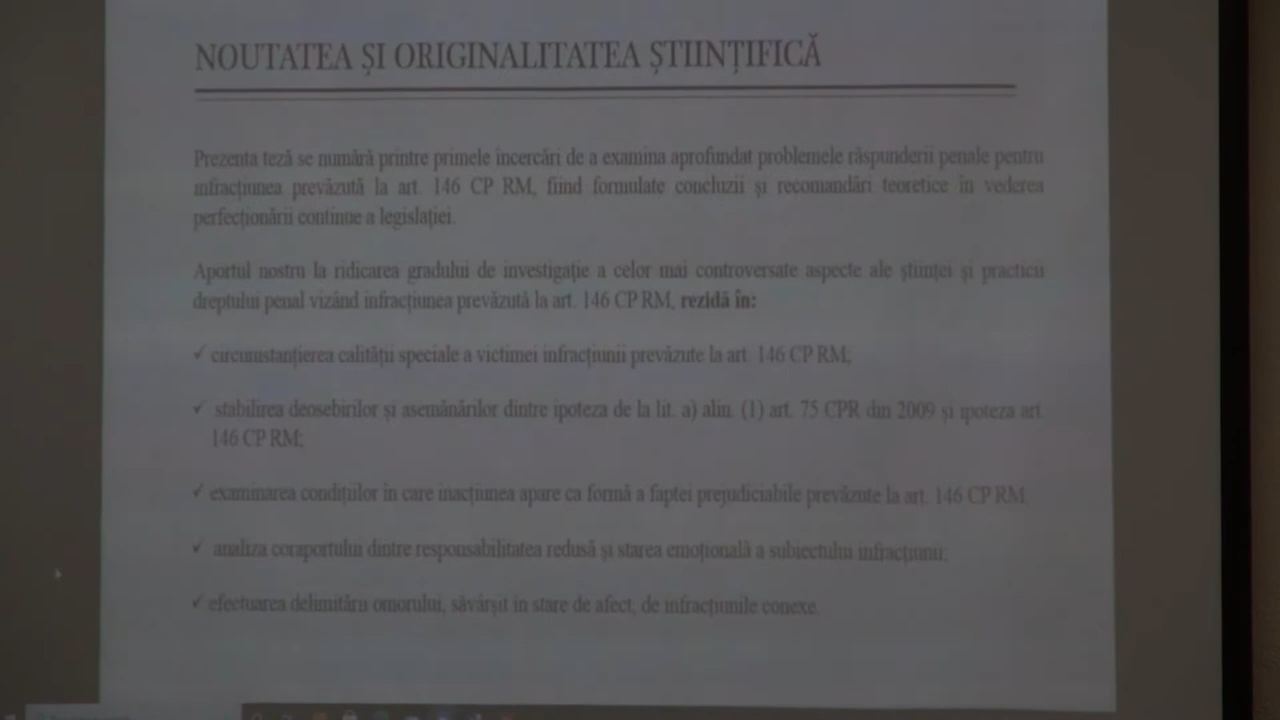 NOUTATEA ȘI ORIGINALITATEA ȘTIINȚIFICĂ
Prezenta teză se numără printre primele încercări de a examina aprofundat problemele răspunderii penale pentru
infracțiunea prevăzută la art. 146 CP RM, fiind formulate concluzii și recomandări teoretice în vederea
perfecționării continue a legislației.
Aportul nostru la ridicarea gradului de investigație a celor mai controversate aspecte ale științei și practicii
dreptului penal vizând infracțiunea prevăzută la art. 146 CP RM, rezidă în:
✓ circumstanțierea calității speciale a victimei infracțiunii prevăzute la art. 146 CP RM;
✓ stabilirea deosebirilor și asemănărilor dintre ipoteza de la lit. a) alin. (1) art. 75 CPR din 2009 și ipoteza art.
146 CP RM;
✓ examinarea condițiilor în care inacțiunea apare ca formă a faptei prejudiciabile prevăzute la art. 146 CP RM.
✓ analiza coraportului dintre responsabilitatea redusă și starea emoțională a subiectului infracțiunii;
✓ efectuarea delimitării omorului, săvârșit în stare de afect, de infracțiunile conexe.